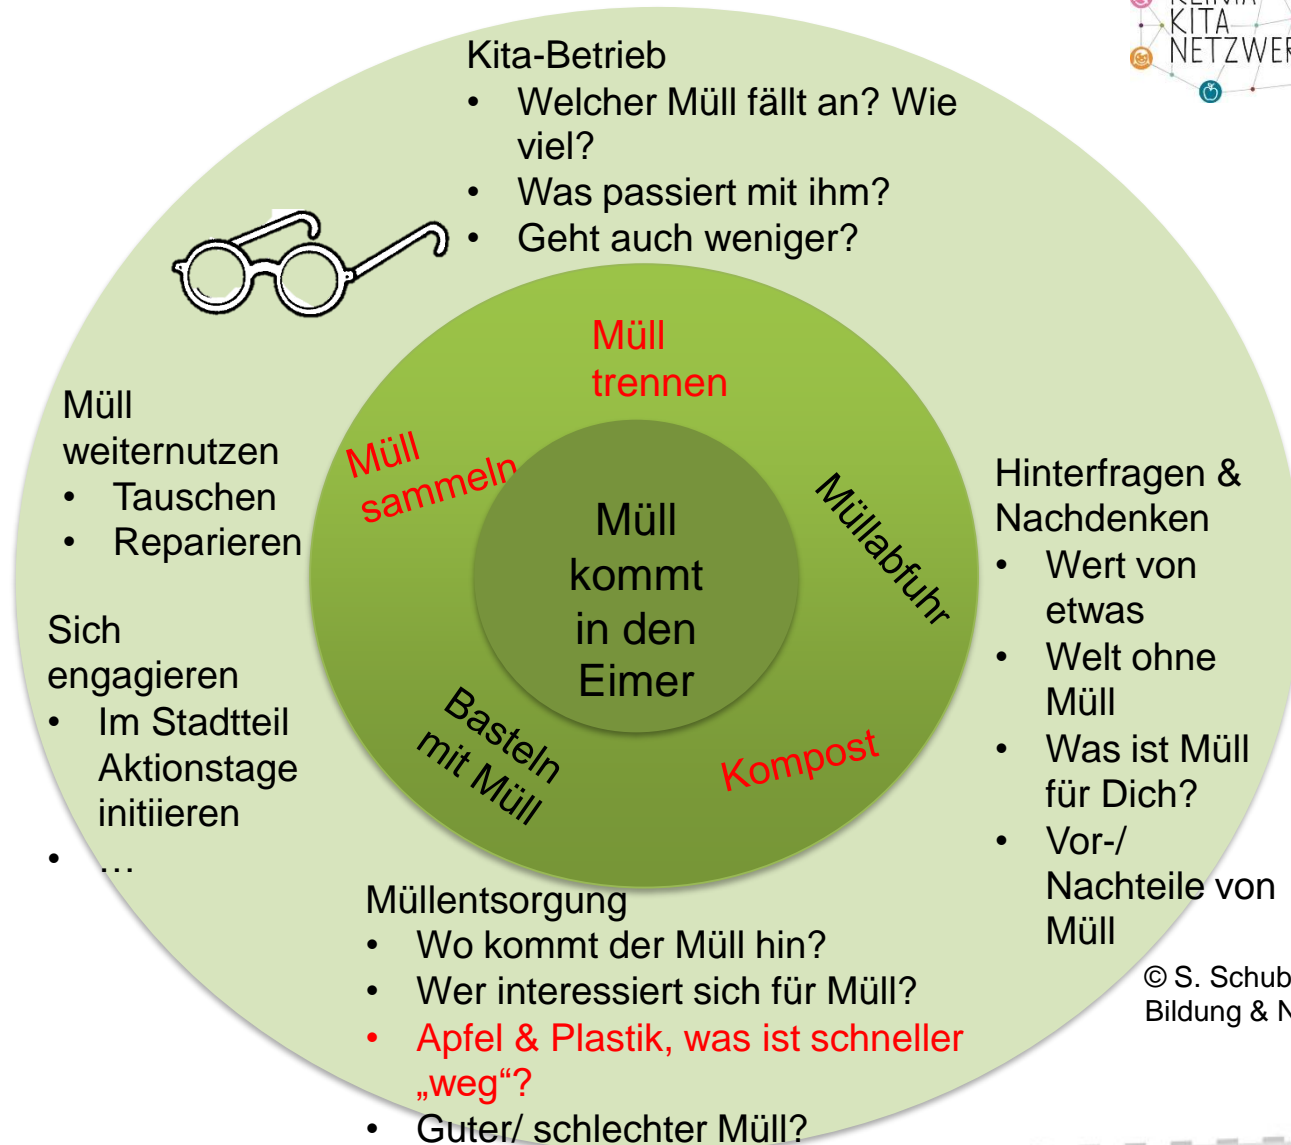 KITA
Kita-Betrieb
• Welcher Müll fällt an? Wie
viel?
• Was passiert mit ihm?
• Geht auch weniger?
Müll
trennen
Müll
sammeln
Müllabfuhr
Müll
kommt
in den
Eimer
Basteln
mit Müll
Kompost
Müll
weiternutzen
• Tauschen
• Reparieren
Sich
engagieren
• Im Stadtteil
Aktionstage
initiieren
• …
Hinterfragen &
Nachdenken
• Wert von
etwas
• Welt ohne
Müll
• Was ist Müll
für Dich?
• Vor-/
Nachteile von
Müll
Müllentsorgung
• Wo kommt der Müll hin?
• Wer interessiert sich für Müll?
• Apfel & Plastik, was ist schneller
„weg“?
• Guter/ schlechter Müll?
© S. Schub
Bildung & N